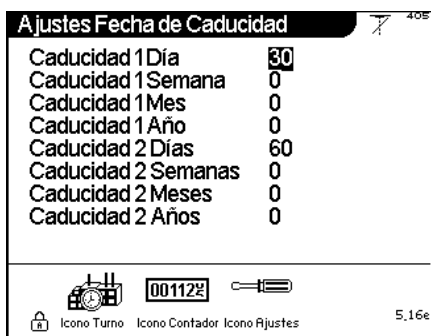 Ajustes Fecha de Caducidad
405
Caducidad 1 Día 30
Caducidad 1 Semana 0
Caducidad 1 Mes 0
Caducidad 1 Año 0
Caducidad 2 Días 60
Caducidad 2 Semanas 0
Caducidad 2 Meses 0
Caducidad 2 Años 0
Icono Turno Icono Contador Icono Ajustes
5.16e